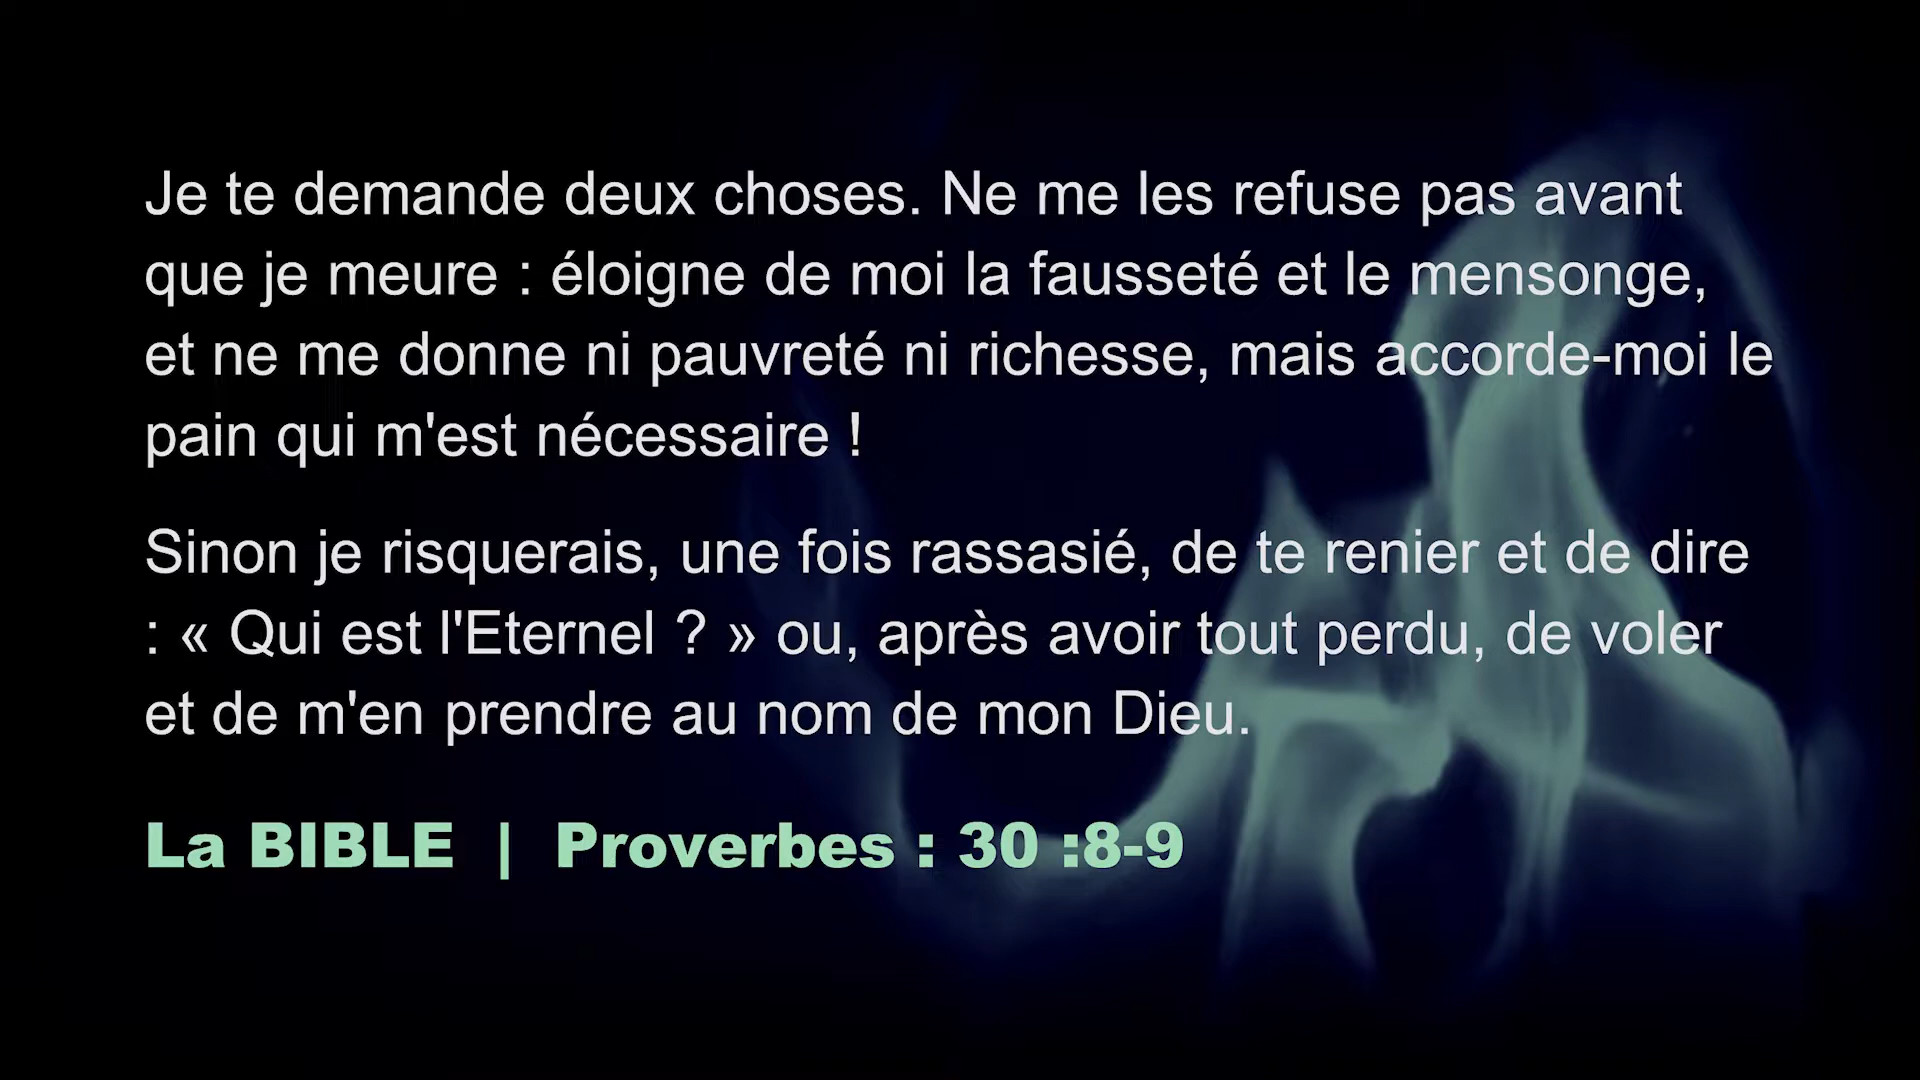 Je te demande deux choses. Ne me les refuse pas avant
que je meure : éloigne de moi la fausseté et le mensonge,
et ne me donne ni pauvreté ni richesse, mais accorde-moi le
pain qui m'est nécessaire !
Sinon je risquerais, une fois rassasié, de te renier et de dire
: « Qui est l'Eternel ? » ou, après avoir tout perdu, de voler
et de m'en prendre au nom de mon Dieu.
La BIBLE | Proverbes : 30 :8-9